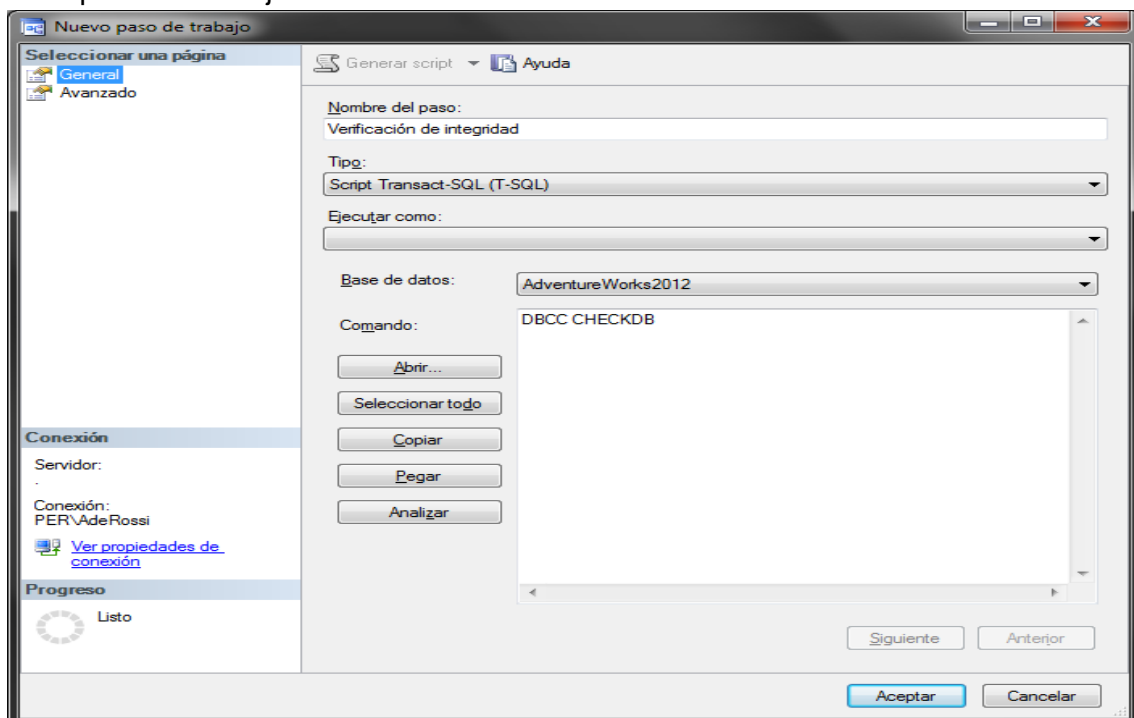 Nuevo paso de trabajo
Seleccionar una página
General
Avanzado
Generar script
Ayuda
Nombre del paso:
Verificación de integridad
Tipo:
Script Transact-SQL (T-SQL)
Ejecutar como:
Base de datos:
AdventureWorks2012
Comando:
DBCC CHECKDB
Abrir...
Seleccionar todo
Copiar
Pegar
Analizar
Conexión
Servidor:
.
Conexión:
PER\AdeRossi
Ver propiedades de
conexión
Progreso
Listo
Siguiente
Anterior
Aceptar
Cancelar